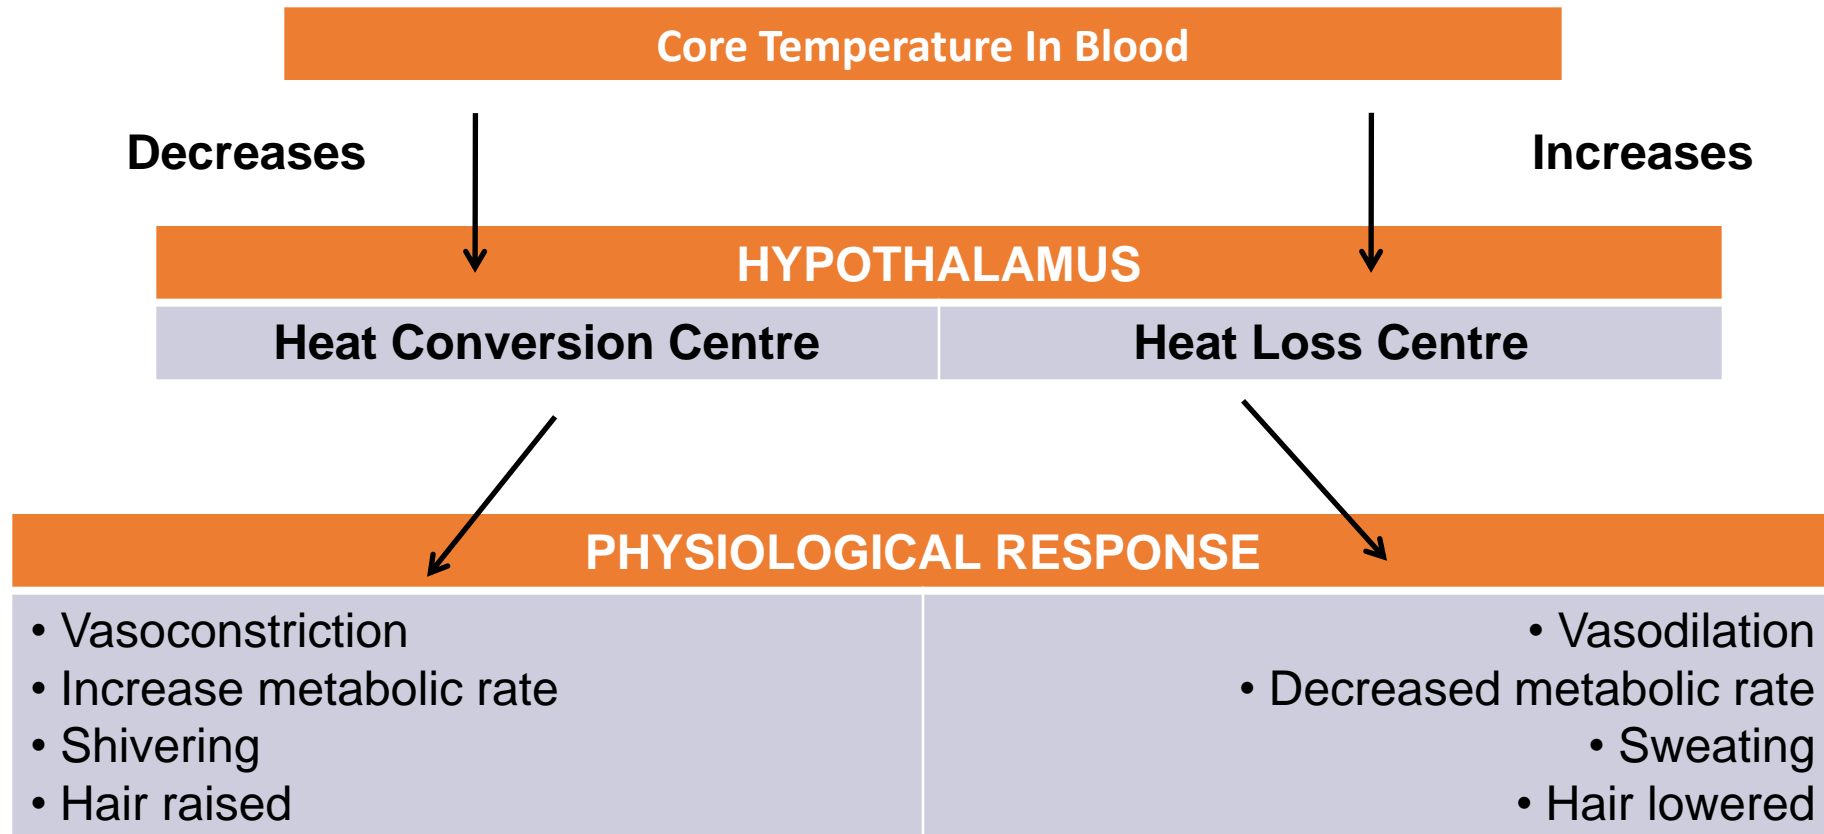 Core Temperature In Blood
Decreases
Increases
HYPOTHALAMUS
Heat Conversion Centre
Heat Loss Centre
PHYSIOLOGICAL RESPONSE
• Vasoconstriction
• Increase metabolic rate
• Shivering
• Hair raised
• Vasodilation
• Decreased metabolic rate
• Sweating
• Hair lowered